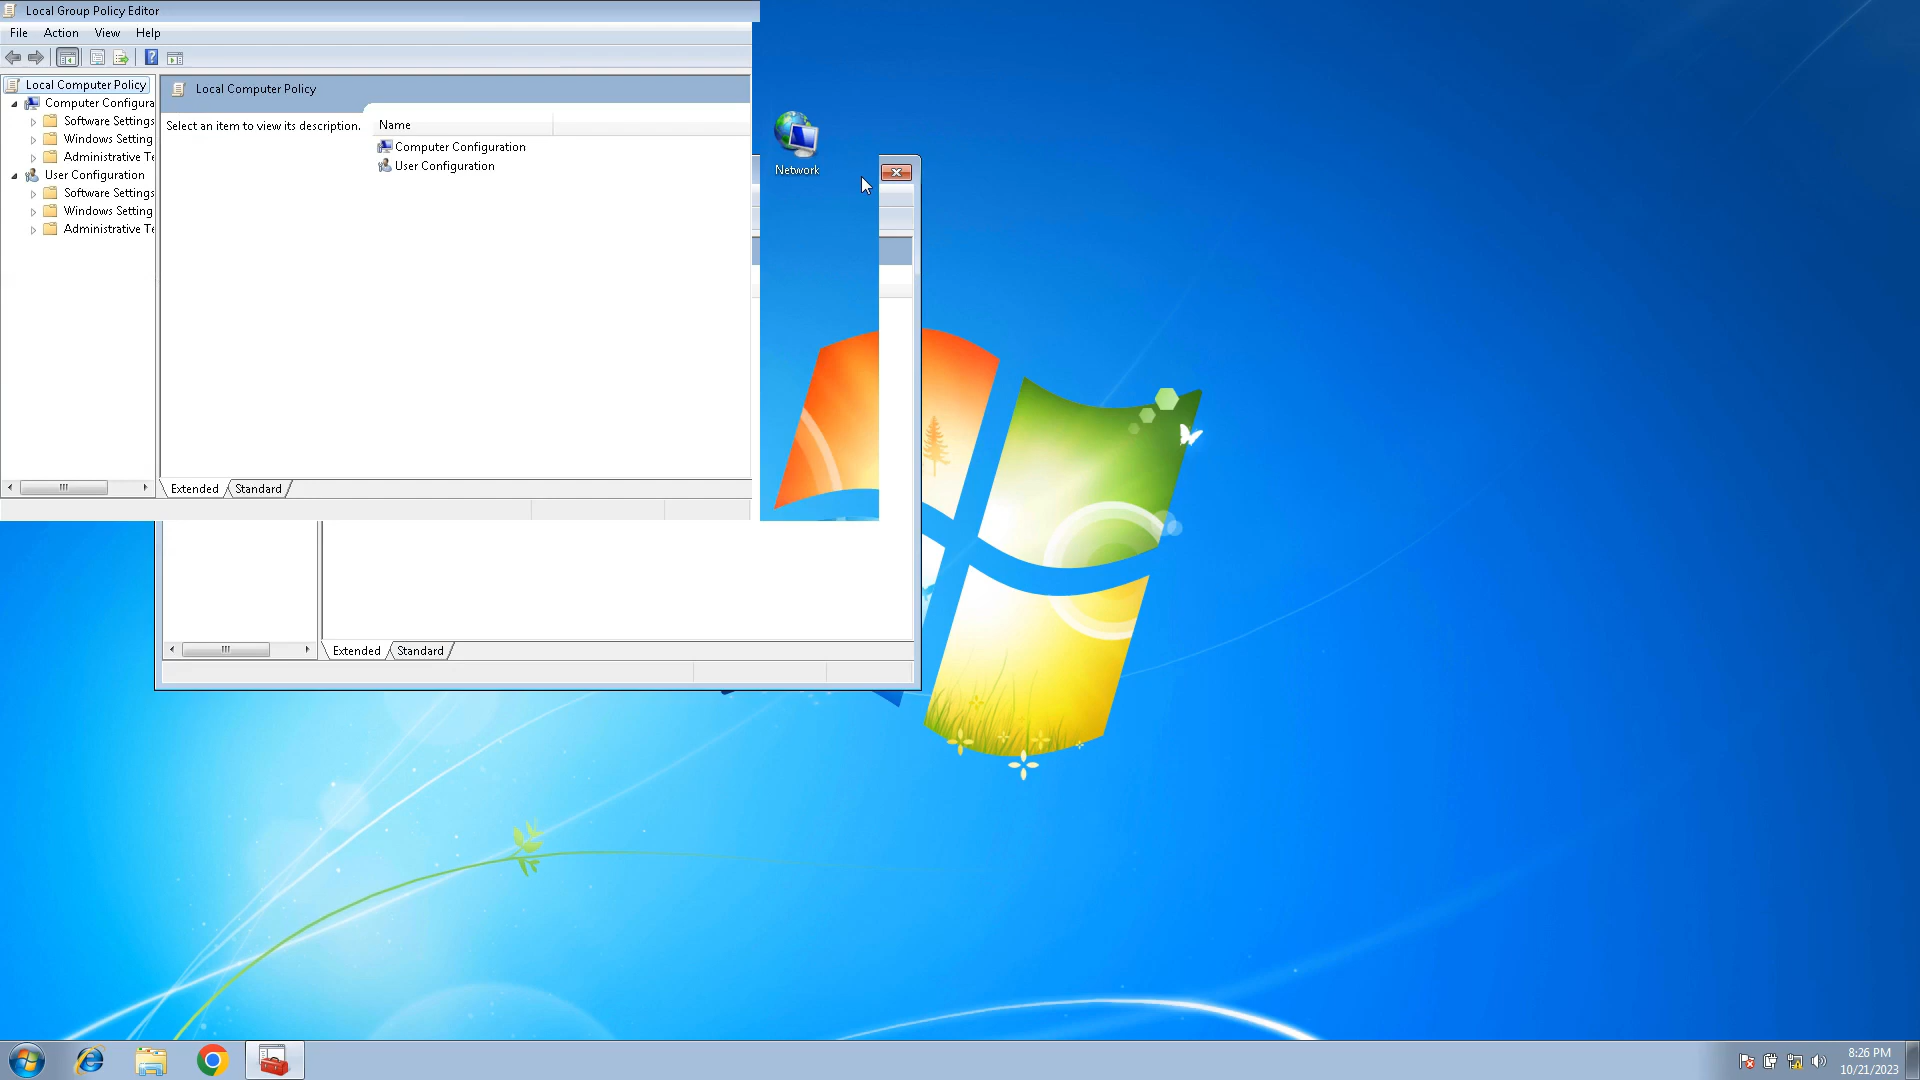 Local Group Policy Editor
File Action View Help
Local Computer Policy
Computer Configura
Software Settings
Windows Setting
Administrative Te
User Configuration
Software Settings
Windows Setting
Administrative Te
Local Computer Policy
Select an item to view its description.
Name
Computer Configuration
User Configuration
Extended Standard
Network
Extended Standard
8:26 PM
10/21/2023